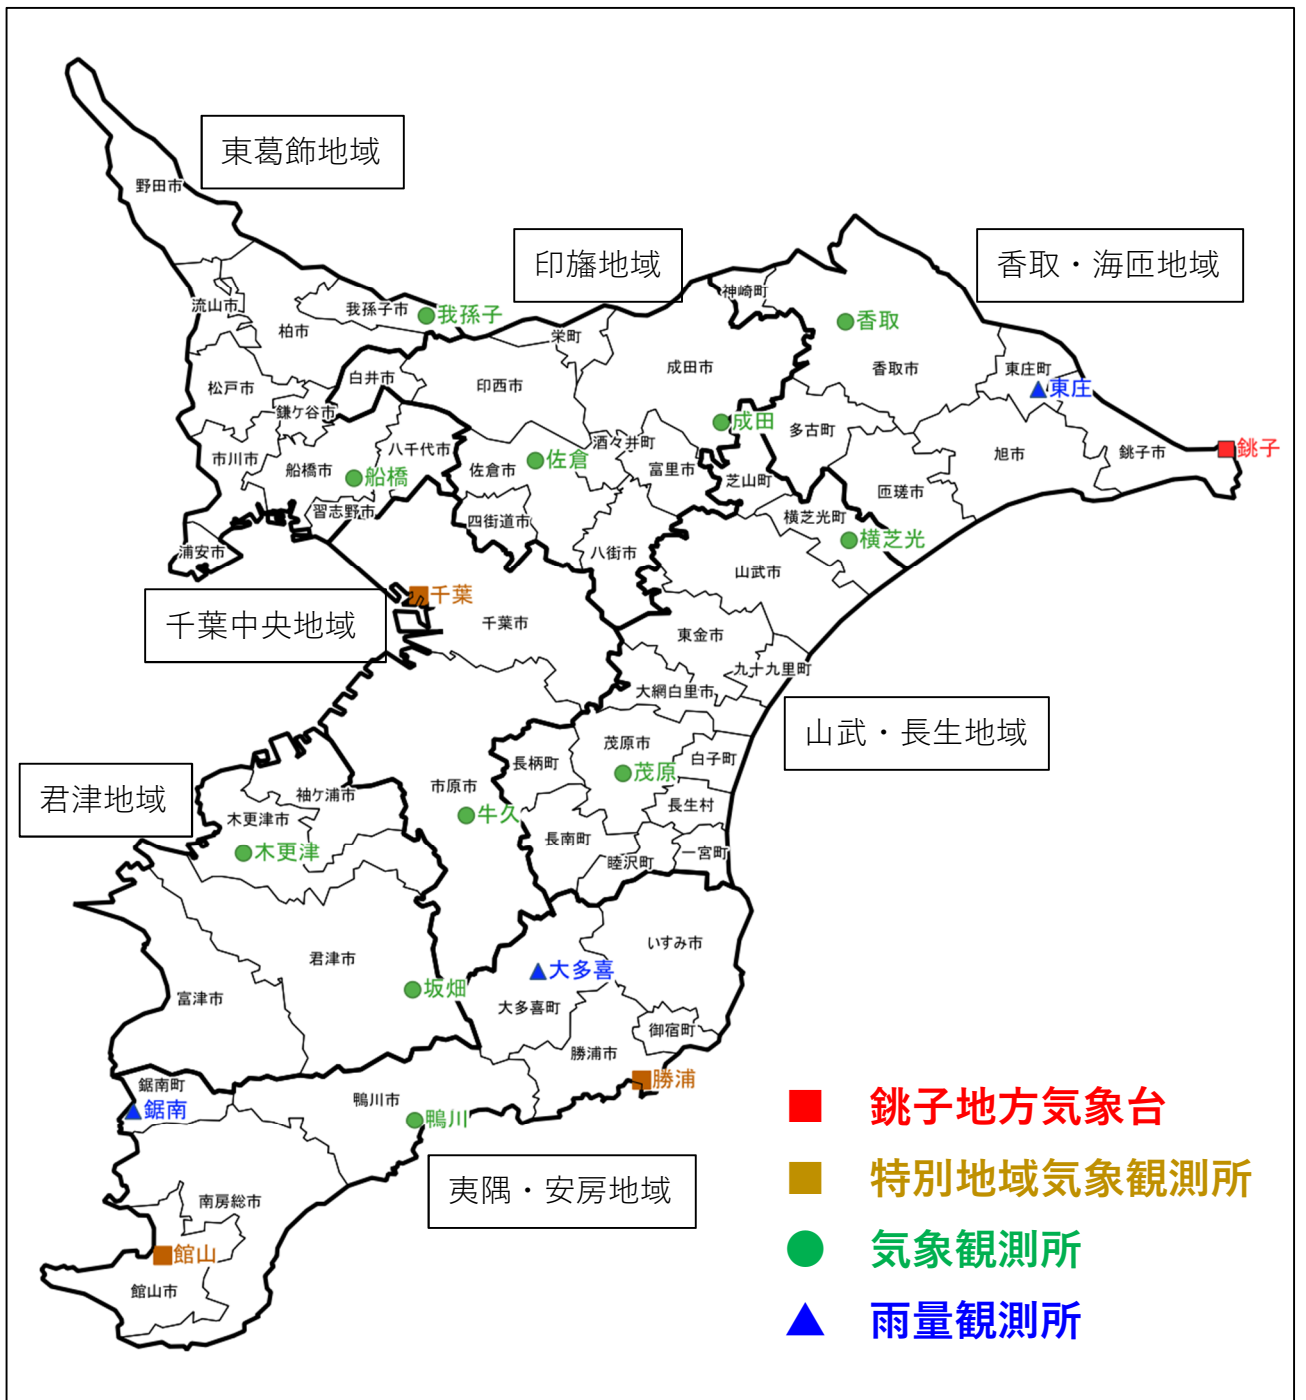 東葛飾地域
野田市
印旛地域
香取・海匝地域
神崎町
流山市
我孫子市
我孫子
柏市
栄町
香取
成田市
香取市
東庄町
東庄
松戸市
白井市
印西市
鎌ケ谷市
成田
多古町
市川市
船橋市
船橋
八千代市
佐倉市
佐倉
酒々井町
富里市
芝山町
旭市
銚子市
銚子
匝瑳市
習志野市
四街道市
横芝光町
横芝光
浦安市
八街市
山武市
千葉
千葉中央地域
千葉市
東金市
九十九里町
大網白里市
山武・長生地域
君津地域
袖ケ浦市
木更津市
木更津
市原市
牛久
長柄町
茂原市
茂原
白子町
長生村
長南町
睦沢町
一宮町
君津市
坂畑
富津市
大多喜
大多喜町
いすみ市
御宿町
勝浦市
勝浦
鋸南町
鋸南
鴨川市
鴨川
夷隅・安房地域
南房総市
館山
館山市
銚子地方気象台
特別地域気象観測所
気象観測所
雨量観測所